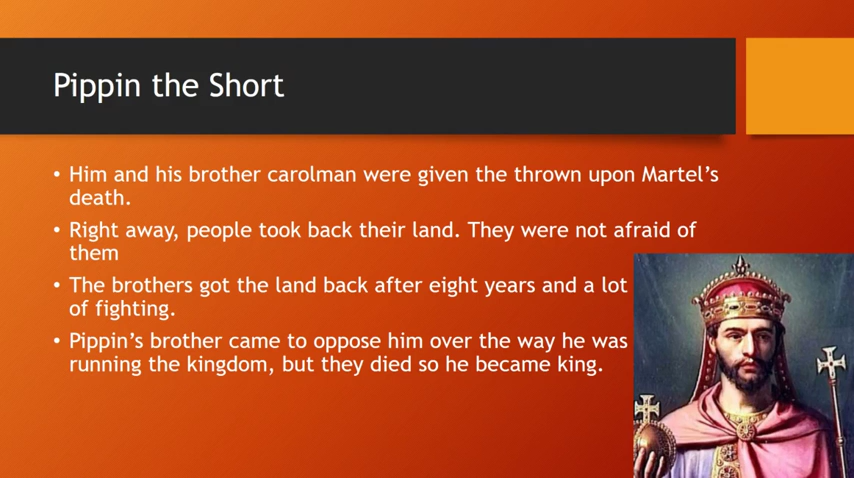 Pippin the Short
• Him and his brother carolman were given the thrown upon Martel's
death.
• Right away, people took back their land. They were not afraid of
them
• The brothers got the land back after eight years and a lot
of fighting.
• Pippin's brother came to oppose him over the way he was
running the kingdom, but they died so he became king.